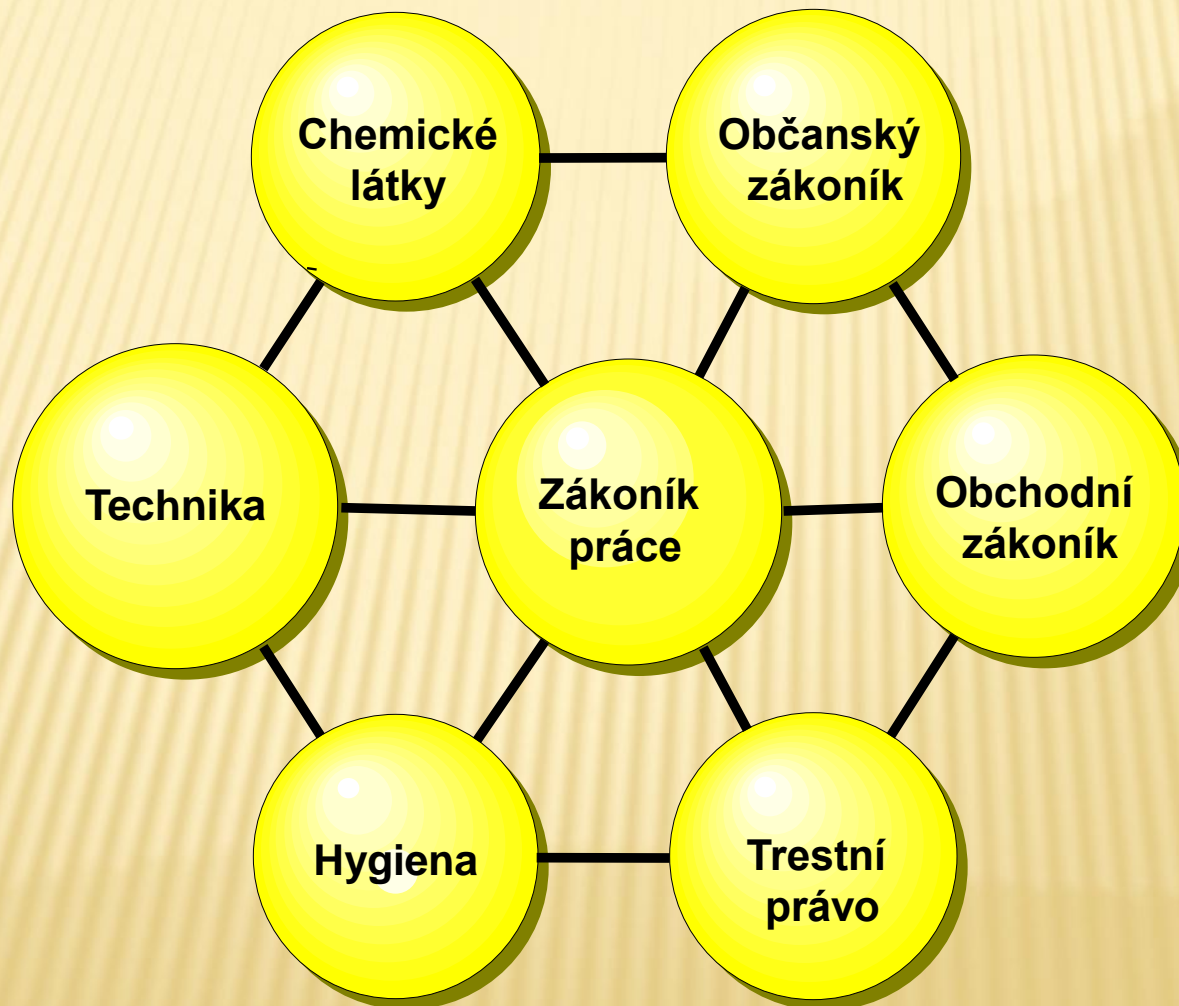 Chemické
látky
Občanský
zákoník
-
Technika
Zákoník
práce
Obchodní
zákoník
Hygiena
Trestní
právo